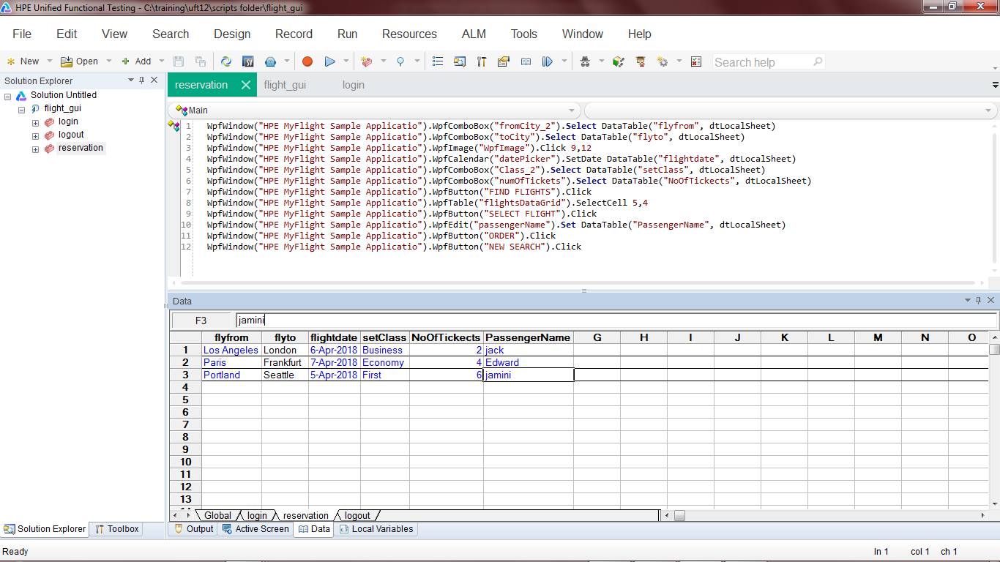 HPE Unified Functional Testing - C:\training\uft12\scripts folder\flight_gui
File Edit View Search Design Record Run Resources ALM Tools Window Help
New Open Add Search help
Solution Explorer
Solution Untitled
flight_gui
login
logout
reservation
reservation flight_gui login
Main
1 WpfWindow("HPE MyFlight Sample Applicatio").WpfComboBox("fromCity_2").Select DataTable("flyfrom", dtLocalSheet)
2 WpfWindow("HPE MyFlight Sample Applicatio").WpfComboBox("toCity").Select DataTable("flyto", dtLocalSheet)
3 WpfWindow("HPE MyFlight Sample Applicatio").WpfImage("WpfImage").Click 9,12
4 WpfWindow("HPE MyFlight Sample Applicatio").WpfCalendar("datePicker").SetDate DataTable("flightdate", dtLocalSheet)
5 WpfWindow("HPE MyFlight Sample Applicatio").WpfComboBox("Class_2").Select DataTable("setClass", dtLocalSheet)
6 WpfWindow("HPE MyFlight Sample Applicatio").WpfComboBox("numOfTickets").Select DataTable("NoOfTickects", dtLocalSheet)
7 WpfWindow("HPE MyFlight Sample Applicatio").WpfButton("FIND FLIGHTS").Click
8 WpfWindow("HPE MyFlight Sample Applicatio").WpfTable("flightsDataGrid").SelectCell 5,4
9 WpfWindow("HPE MyFlight Sample Applicatio").WpfButton("SELECT FLIGHT").Click
10 WpfWindow("HPE MyFlight Sample Applicatio").WpfEdit("passengerName").Set DataTable("PassengerName", dtLocalSheet)
11 WpfWindow("HPE MyFlight Sample Applicatio").WpfButton("ORDER").Click
12 WpfWindow("HPE MyFlight Sample Applicatio").WpfButton("NEW SEARCH").Click
Data
F3 jamini
flyfrom flyto flightdate setClass NoOfTickects PassengerName G H I J K L M N O
1 Los Angeles London 6-Apr-2018 Business 2 jack
2 Paris Frankfurt 7-Apr-2018 Economy 4 Edward
3 Portland Seattle 5-Apr-2018 First 6 jamini
4
5
6
7
8
9
10
11
12
13
Global login reservation logout
Solution Explorer Toolbox Output Active Screen Data Local Variables
Ready ln 1 col 1 ch 1